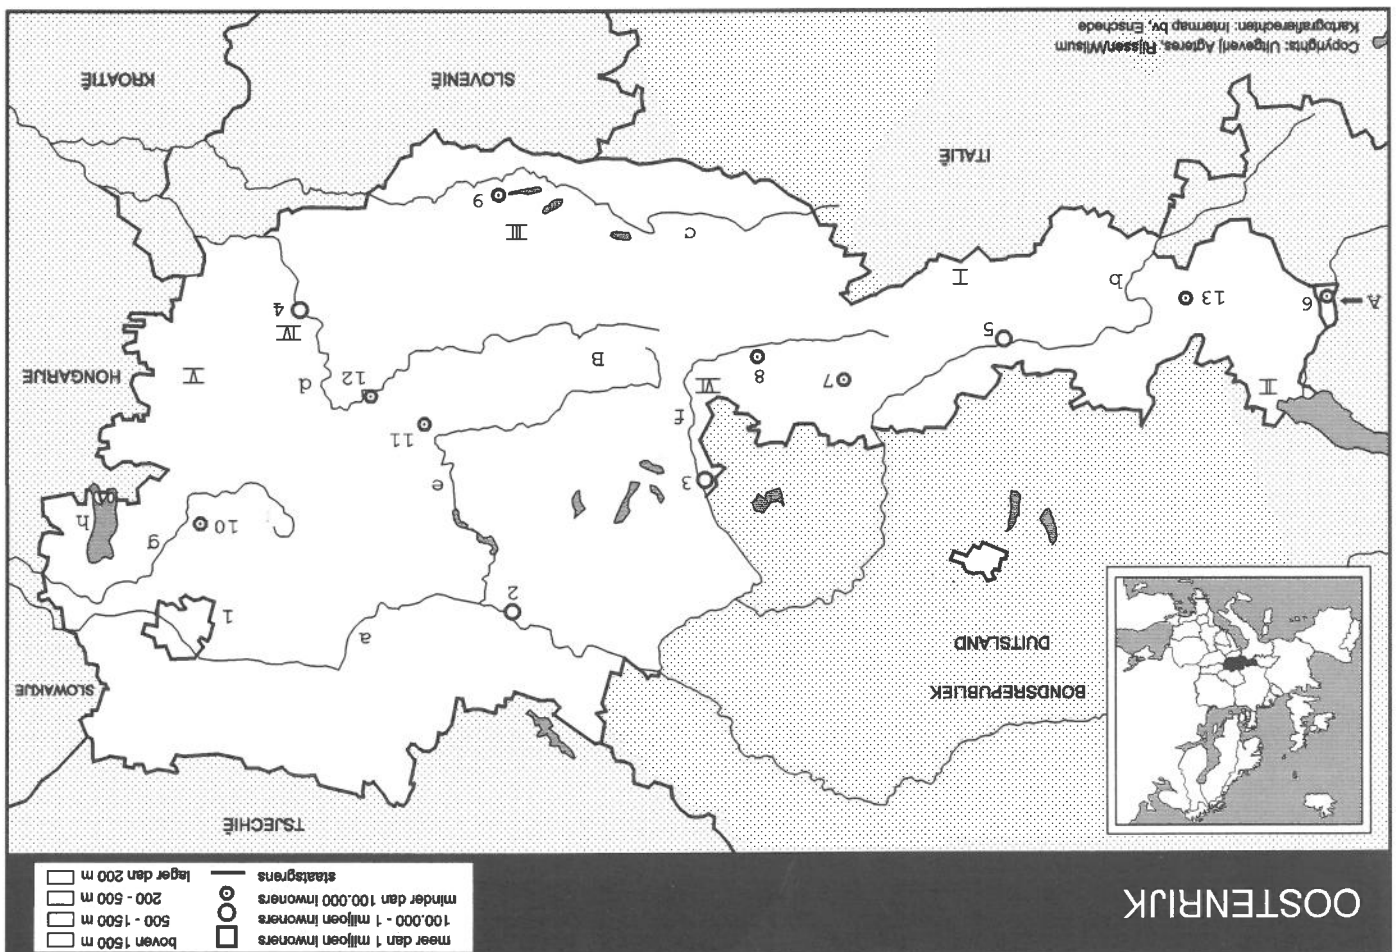 OOSTENRIJK
meer dan 1 miljoen inwoners
100.000 - 1 miljoen inwoners
minder dan 100.000 inwoners
staatsgrens
boven 1500 m
500 - 1500 m
200 - 500 m
lager dan 200 m
TSJECHIË
BONDSREPUBLIEK
DUITSLAND
SLOWAKIJE
a
1
2
g
10
h
e
3
11
f
II
VI
d
12
V
HONGARIJE
7
8
B
IV
5
4
A
6
13
b
I
c
III
9
ITALIË
SLOVENIË
KROATIË
Copyrights: Uitgeverij Agteres, Rijssen/Wilsum
Kartografierechten: Intermap bv, Enschede